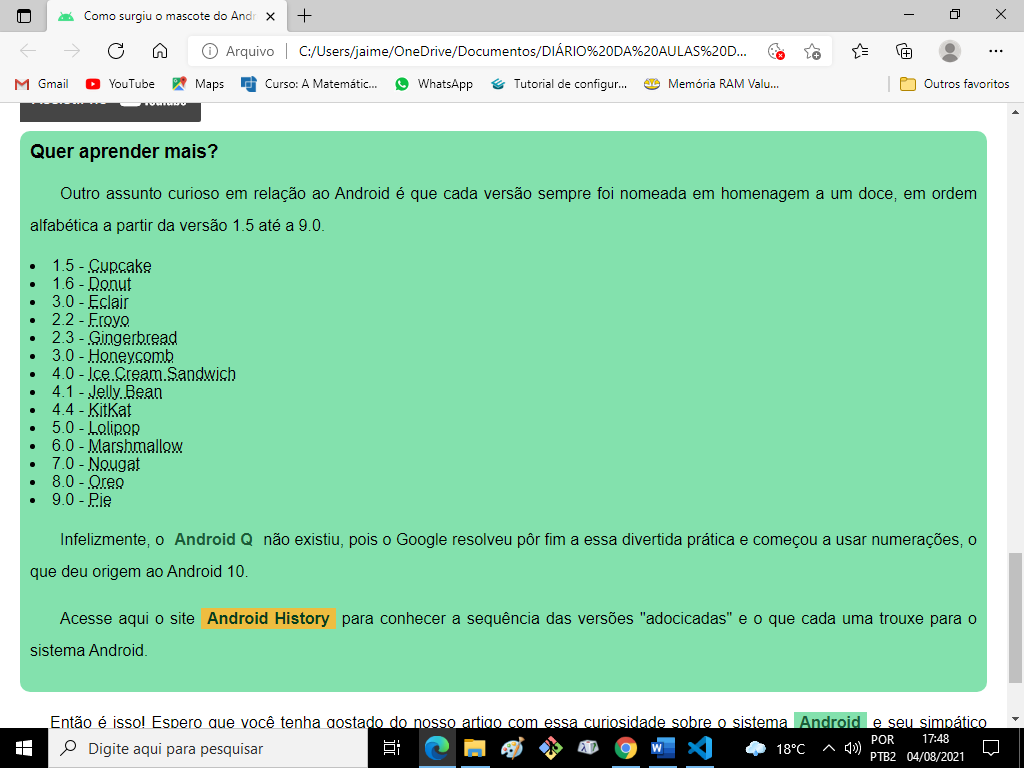 Como surgiu o mascote do Andr
Arquivo
C:/Users/jaime/OneDrive/Documentos/DIÁRIO%20DA%20AULAS%20D...
Gmail YouTube Maps Curso: A Matemátic... WhatsApp Tutorial de configur... Memória RAM Valu... Outros favoritos
Quer aprender mais?
Outro assunto curioso em relação ao Android é que cada versão sempre foi nomeada em homenagem a um doce, em ordem
alfabética a partir da versão 1.5 até a 9.0.
1.5 - Cupcake
1.6 - Donut
3.0 - Eclair
2.2 - Froyo
2.3 - Gingerbread
3.0 - Honeycomb
4.0 - Ice Cream Sandwich
4.1 - Jelly Bean
4.4 - KitKat
5.0 - Lolipop
6.0 - Marshmallow
7.0 - Nougat
8.0 - Oreo
9.0 - Pie
Infelizmente, o Android Q não existiu, pois o Google resolveu pôr fim a essa divertida prática e começou a usar numerações, o
que deu origem ao Android 10.
Acesse aqui o site Android History para conhecer a sequência das versões "adocicadas" e o que cada uma trouxe para o
sistema Android.
Então é isso! Espero que você tenha gostado do nosso artigo com essa curiosidade sobre o sistema Android e seu simpático
Digite aqui para pesquisar
18°C
POR
PTB2
17:48
04/08/2021